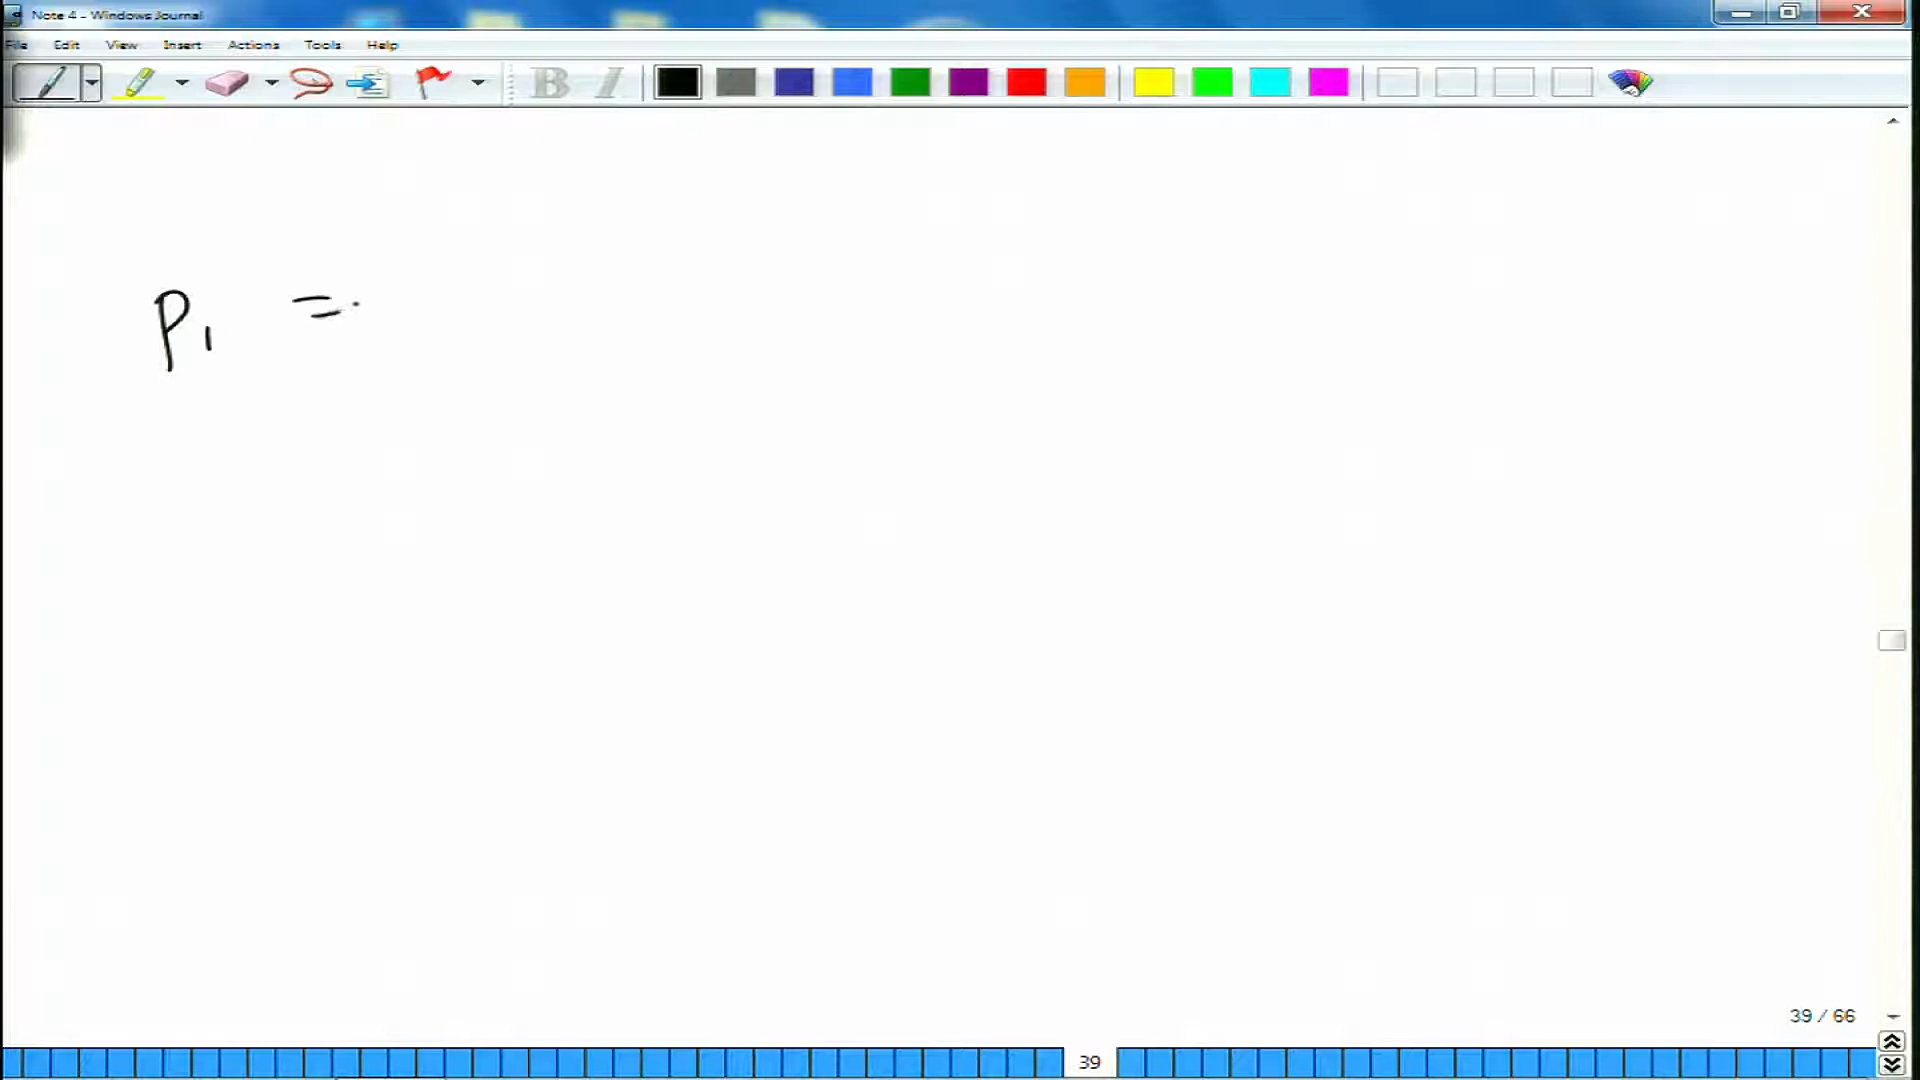 Note 4 - Windows Journal
File Edit View Insert Actions Tools Help
B I
P₁ =
39 / 66
39